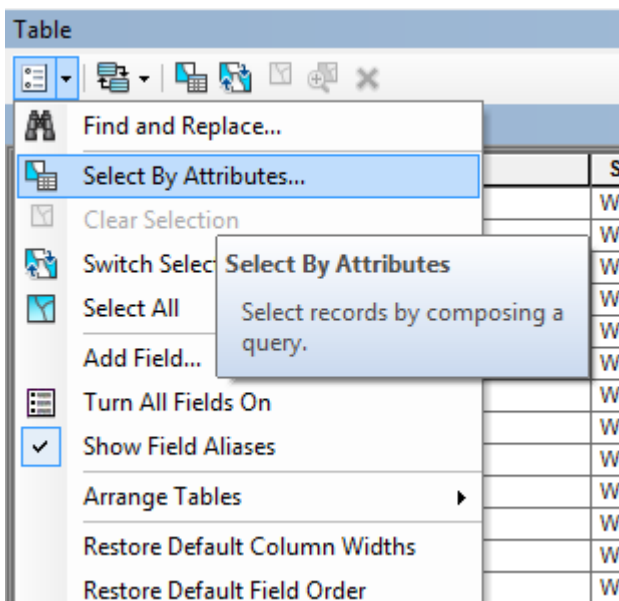 Table
Find and Replace...
Select By Attributes...
S
W
Clear Selection
W
Switch Selec
Select By Attributes
W
Select All
Select records by composing a
W
query.
W
Add Field...
W
Turn All Fields On
W
W
Show Field Aliases
W
Arrange Tables
W
W
Restore Default Column Widths
W
Restore Default Field Order
W